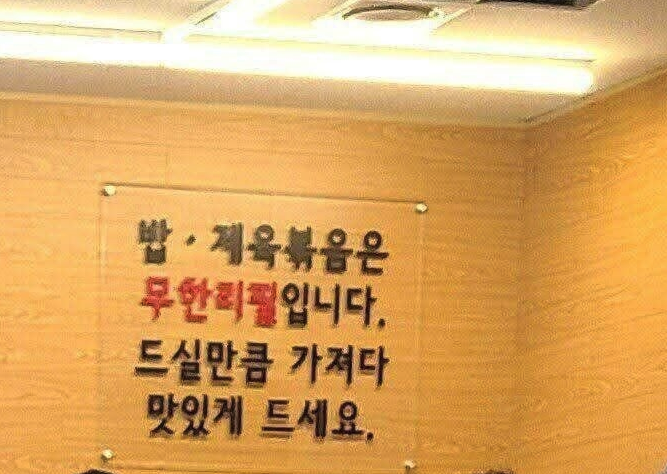 밥·제육볶음은
무한리필입니다.
드실만큼 가져다
맛있게 드세요.